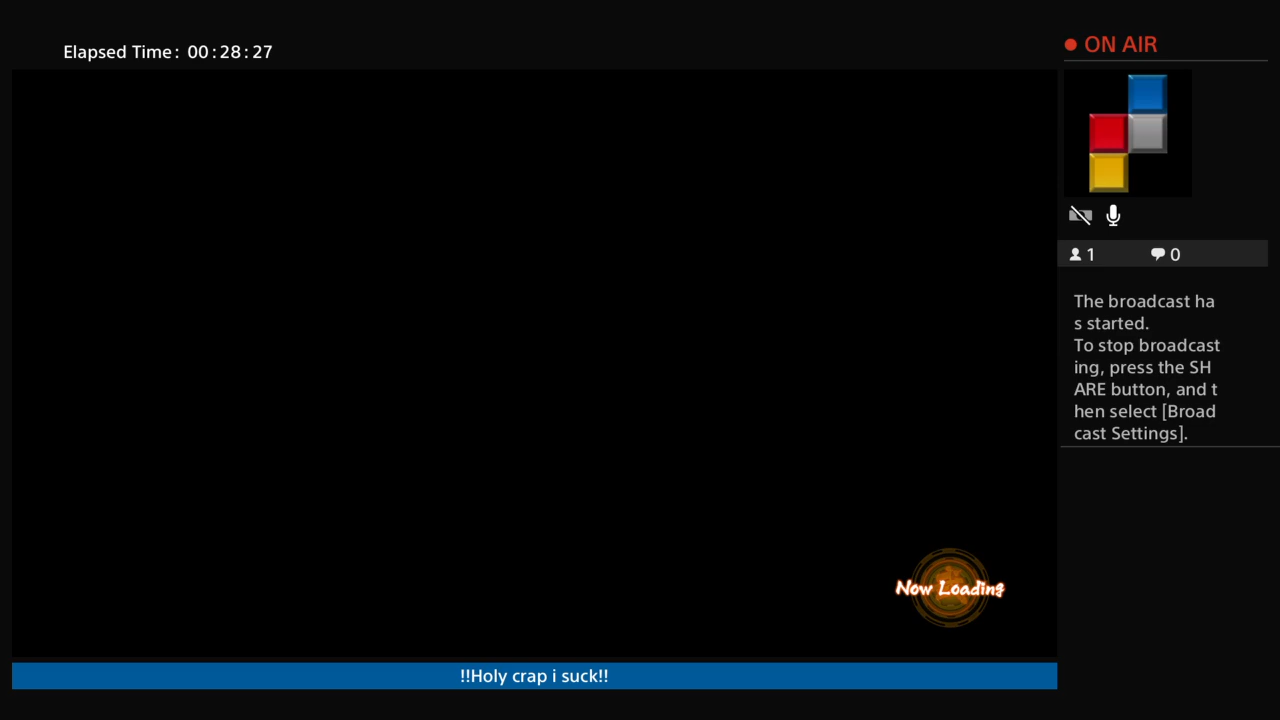 Elapsed Time: 00:28:27
ON AIR
1 0
The broadcast ha
s started.
To stop broadcast
ing, press the SH
ARE button, and t
hen select [Broad
cast Settings].
Now Loading
!!Holy crap i suck!!